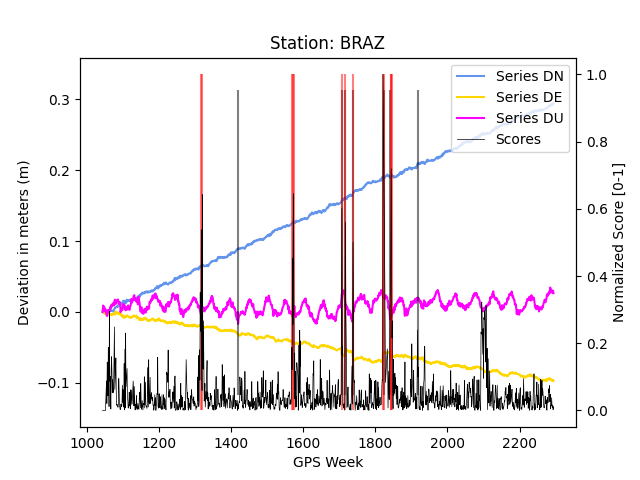 Station: BRAZ
Series DN
Series DE
Series DU
Scores
Deviation in meters (m)
0.3
0.2
0.1
0.0
−0.1
1.0
0.8
0.6
0.4
0.2
0.0
Normalized Score [0-1]
1000 1200 1400 1600 1800 2000 2200
GPS Week